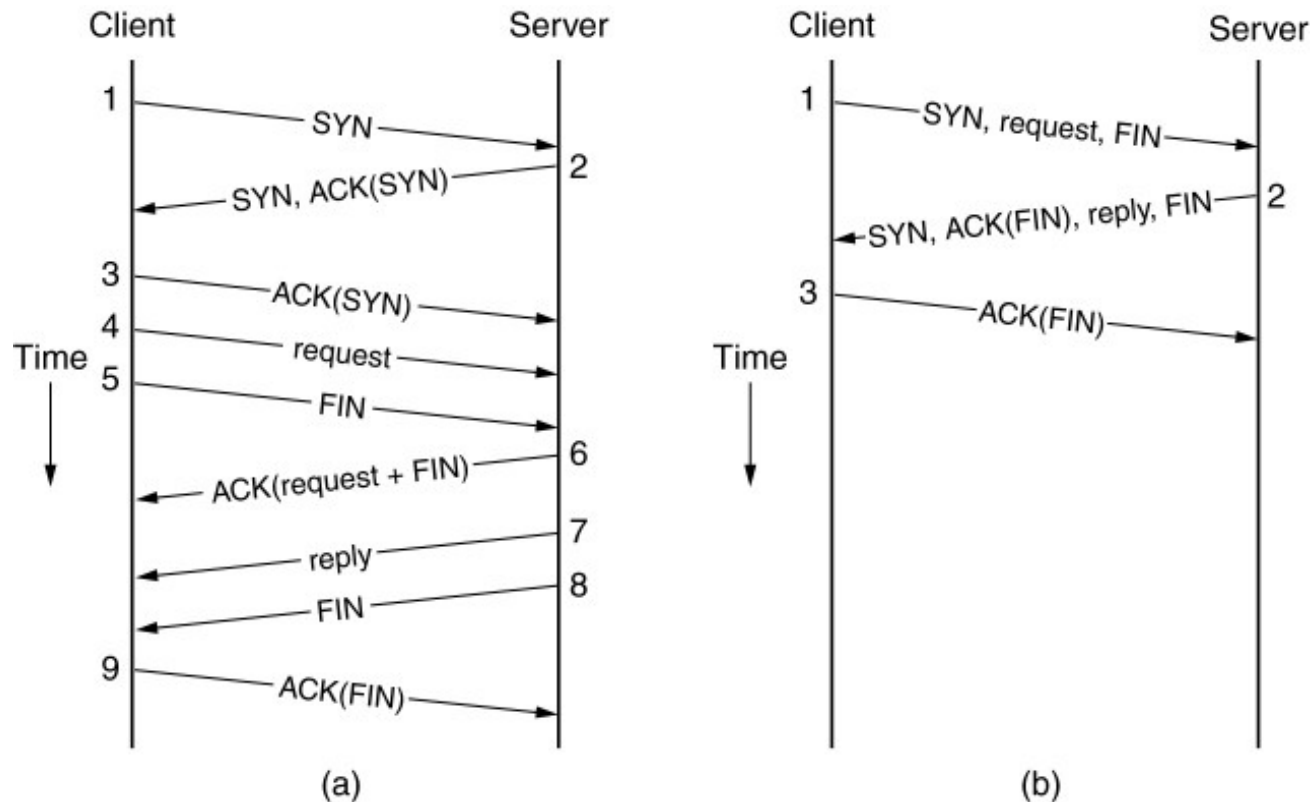 Client
Server
1
SYN
2
SYN, ACK(SYN)
3
ACK(SYN)
4
request
Time
5
FIN
6
ACK(request + FIN)
7
reply
8
FIN
9
ACK(FIN)
(a)
Client
Server
1
SYN, request, FIN
2
SYN, ACK(FIN), reply, FIN
3
ACK(FIN)
Time
(b)